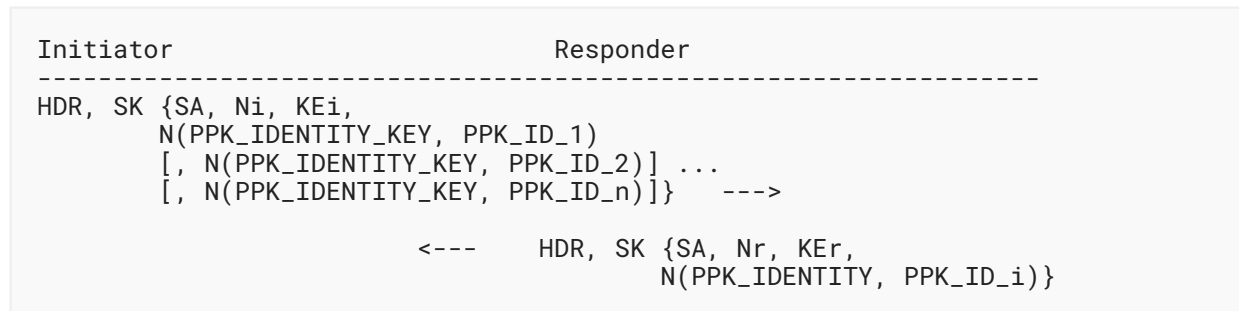 Initiator                         Responder
------------------------------------------------------------------
HDR, SK {SA, Ni, KEi,
        N(PPK_IDENTITY_KEY, PPK_ID_1)
        [, N(PPK_IDENTITY_KEY, PPK_ID_2)] ...
        [, N(PPK_IDENTITY_KEY, PPK_ID_n)]}   --->
                         <---    HDR, SK {SA, Nr, KEr,
                                         N(PPK_IDENTITY, PPK_ID_i)}